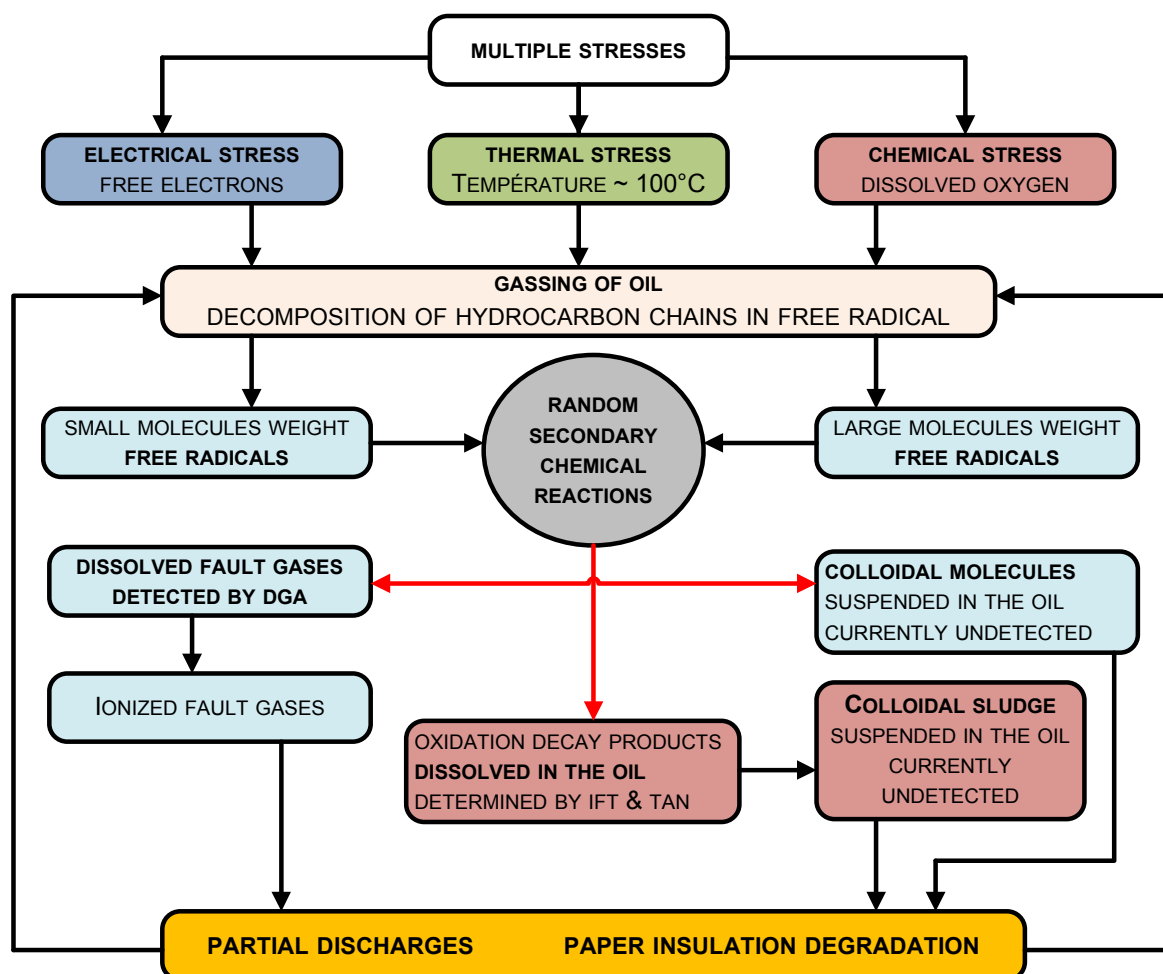 MULTIPLE STRESSES
ELECTRICAL STRESS
FREE ELECTRONS
THERMAL STRESS
TEMPÉRATURE ~ 100°C
CHEMICAL STRESS
DISSOLVED OXYGEN
GASSING OF OIL
DECOMPOSITION OF HYDROCARBON CHAINS IN FREE RADICAL
SMALL MOLECULES WEIGHT
FREE RADICALS
RANDOM
SECONDARY
CHEMICAL
REACTIONS
LARGE MOLECULES WEIGHT
FREE RADICALS
DISSOLVED FAULT GASES
DETECTED BY DGA
COLLOIDAL MOLECULES
SUSPENDED IN THE OIL
CURRENTLY UNDETECTED
IONIZED FAULT GASES
OXIDATION DECAY PRODUCTS
DISSOLVED IN THE OIL
DETERMINED BY IFT & TAN
COLLOIDAL SLUDGE
SUSPENDED IN THE OIL
CURRENTLY
UNDETECTED
PARTIAL DISCHARGES PAPER INSULATION DEGRADATION